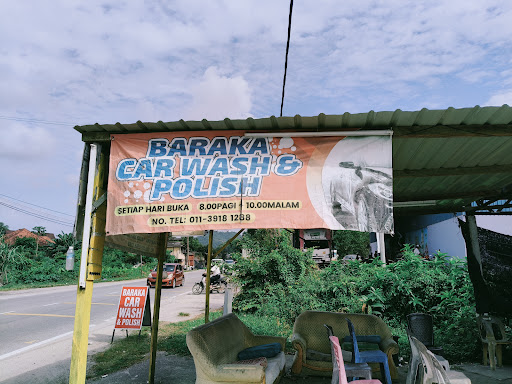 BARAKA
CAR WASH &
POLISH
SETIAP HARI BUKA 8.00PAGI - 10.00MALAM
NO. TEL: 011-3918 1288
BARAKA
CAR WASH
& POLISH